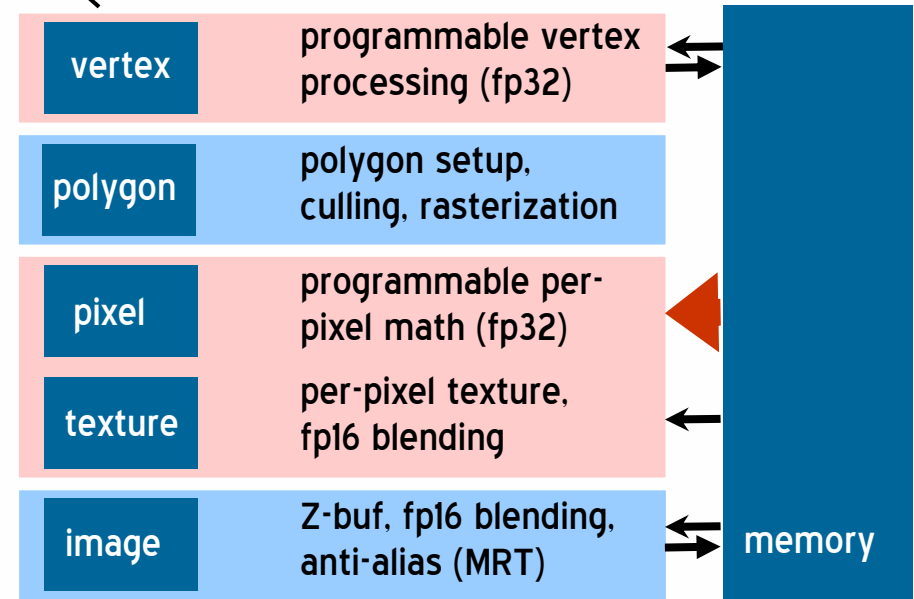 vertex
programmable vertex
processing (fp32)
polygon
polygon setup,
culling, rasterization
pixel
programmable per-
pixel math (fp32)
texture
per-pixel texture,
fp16 blending
image
Z-buf, fp16 blending,
anti-alias (MRT)
memory